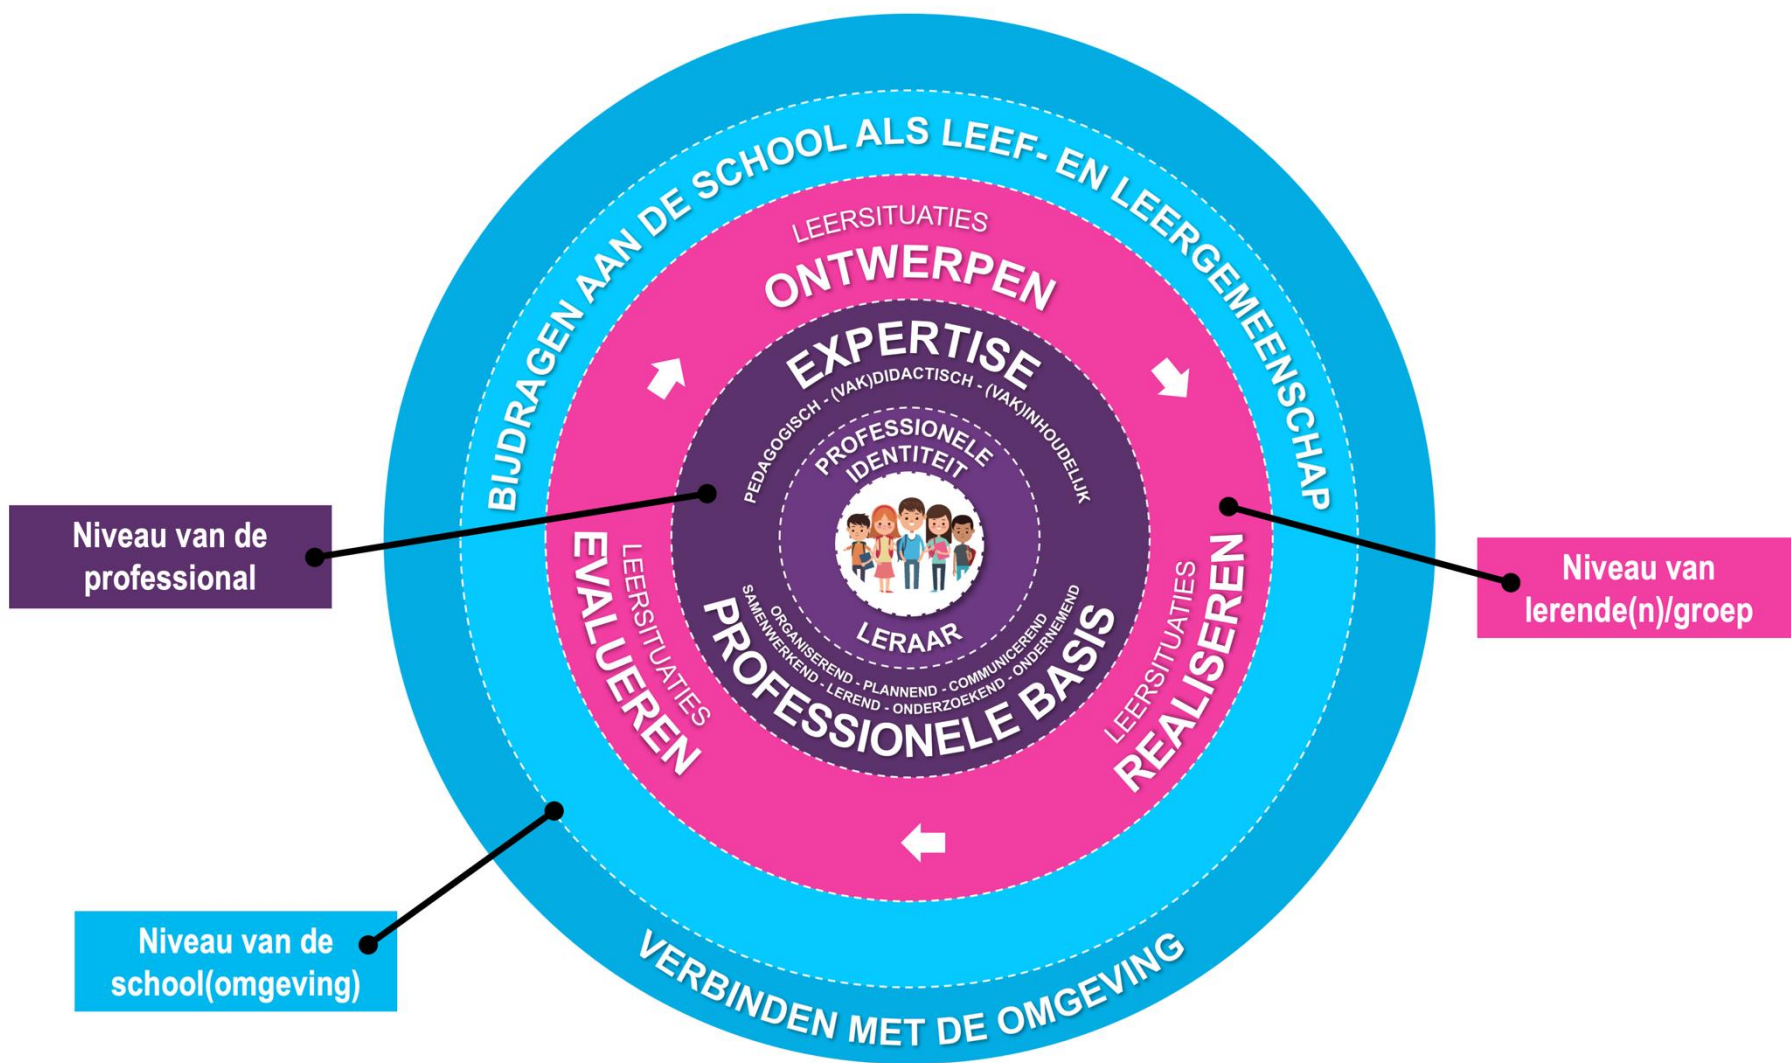 BIJDRAGEN AAN DE SCHOOL ALS LEEF- EN LEERGEMEENSCHAP
LEERSITUATIES
ONTWERPEN
EXPERTISE
PEDAGOGISCH - (VAK)DIDACTISCH - (VAK)INHOUDELIJK
PROFESSIONELE
IDENTITEIT
LERAAR
ORGANISEREND - PLANNEND - COMMUNICEREND
SAMENWERKEND - LEREND - ONDERZOEKEND - ONDERNEMEND
PROFESSIONELE BASIS
LEERSITUATIES
REALISEREN
LEERSITUATIES
EVALUEREN
VERBINDEN MET DE OMGEVING
Niveau van de
professional
Niveau van
lerende(n)/groep
Niveau van de
school(omgeving)